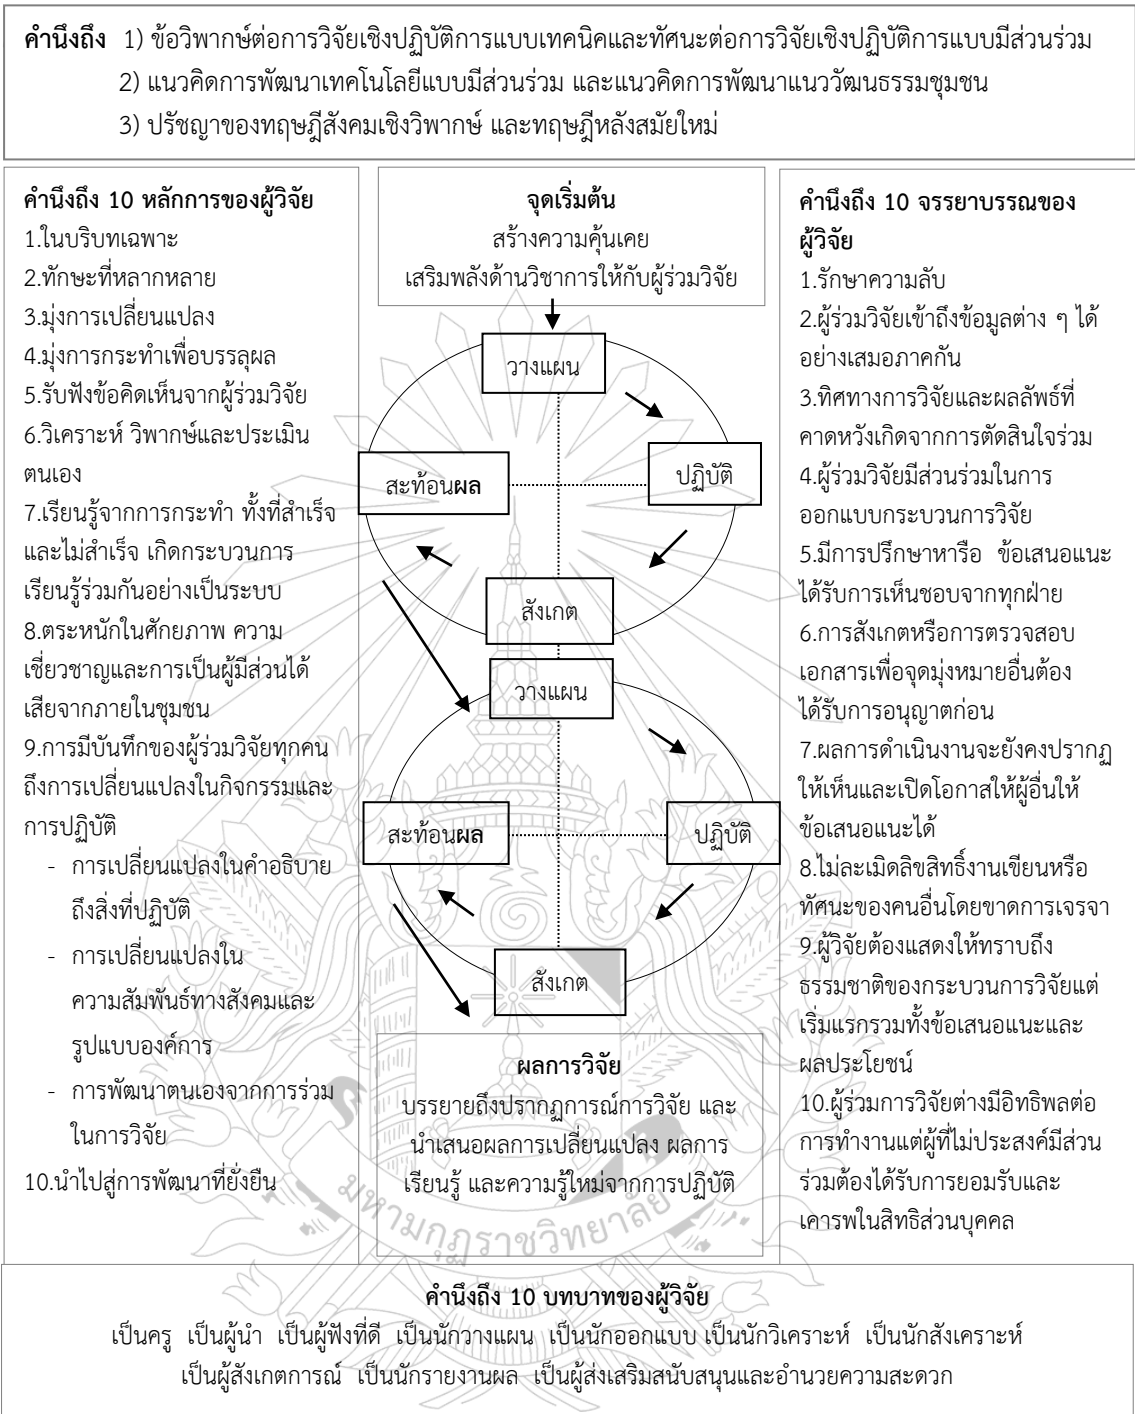 คำนึงถึง 1) ข้อวิพากษ์ต่อการวิจัยเชิงปฏิบัติการแบบเทคนิคและทัศนะต่อการวิจัยเชิงปฏิบัติการแบบมีส่วนร่วม
2) แนวคิดการพัฒนาเทคโนโลยีแบบมีส่วนร่วม และแนวคิดการพัฒนาแนววัฒนธรรมชุมชน
3) ปรัชญาของทฤษฎีสังคมเชิงวิพากษ์ และทฤษฎีหลังสมัยใหม่
คำนึงถึง 10 หลักการของผู้วิจัย
1.ในบริบทเฉพาะ
2.ทักษะที่หลากหลาย
3.มุ่งการเปลี่ยนแปลง
4.มุ่งการกระทำเพื่อบรรลุผล
5.รับฟังข้อคิดเห็นจากผู้ร่วมวิจัย
6.วิเคราะห์ วิพากษ์และประเมิน
ตนเอง
7.เรียนรู้จากการกระทำ ทั้งที่สำเร็จ
และไม่สำเร็จ เกิดกระบวนการ
เรียนรู้ร่วมกันอย่างเป็นระบบ
8.ตระหนักในศักยภาพ ความ
เชี่ยวชาญและการเป็นผู้มีส่วนได้
เสียจากภายในชุมชน
9.การมีบันทึกของผู้ร่วมวิจัยทุกคน
ถึงการเปลี่ยนแปลงในกิจกรรมและ
การปฏิบัติ
- การเปลี่ยนแปลงในคำอธิบาย
ถึงสิ่งที่ปฏิบัติ
- การเปลี่ยนแปลงใน
ความสัมพันธ์ทางสังคมและ
รูปแบบองค์การ
- การพัฒนาตนเองจากการร่วม
ในการวิจัย
10.นำไปสู่การพัฒนาที่ยั่งยืน
จุดเริ่มต้น
สร้างความคุ้นเคย
เสริมพลังด้านวิชาการให้กับผู้ร่วมวิจัย
วางแผน
ปฏิบัติ
สะท้อนผล
สังเกต
วางแผน
สะท้อนผล
ปฏิบัติ
สังเกต
ผลการวิจัย
บรรยายถึงปรากฏการณ์การวิจัย และ
นำเสนอผลการเปลี่ยนแปลง ผลการ
เรียนรู้ และความรู้ใหม่จากการปฏิบัติ
มหามกุฏราชวิทยาลัย
คำนึงถึง 10 จรรยาบรรณของ
ผู้วิจัย
1.รักษาความลับ
2.ผู้ร่วมวิจัยเข้าถึงข้อมูลต่าง ๆ ได้
อย่างเสมอภาคกัน
3.ทิศทางการวิจัยและผลลัพธ์ที่
คาดหวังเกิดจากการตัดสินใจร่วม
4.ผู้ร่วมวิจัยมีส่วนร่วมในการ
ออกแบบกระบวนการวิจัย
5.มีการปรึกษาหารือ ข้อเสนอแนะ
ได้รับการเห็นชอบจากทุกฝ่าย
6.การสังเกตหรือการตรวจสอบ
เอกสารเพื่อจุดมุ่งหมายอื่นต้อง
ได้รับการอนุญาตก่อน
7.ผลการดำเนินงานจะยังคงปรากฏ
ให้เห็นและเปิดโอกาสให้ผู้อื่นให้
ข้อเสนอแนะได้
8.ไม่ละเมิดลิขสิทธิ์งานเขียนหรือ
ทัศนะของคนอื่นโดยขาดการเจรจา
9.ผู้วิจัยต้องแสดงให้ทราบถึง
ธรรมชาติของกระบวนการวิจัยแต่
เริ่มแรกรวมทั้งข้อเสนอแนะและ
ผลประโยชน์
10.ผู้ร่วมการวิจัยต่างมีอิทธิพลต่อ
การทำงานแต่ผู้ที่ไม่ประสงค์มีส่วน
ร่วมต้องได้รับการยอมรับและ
เคารพในสิทธิส่วนบุคคล
คำนึงถึง 10 บทบาทของผู้วิจัย
เป็นครู เป็นผู้นำ เป็นผู้ฟังที่ดี เป็นนักวางแผน เป็นนักออกแบบ เป็นนักวิเคราะห์ เป็นนักสังเคราะห์
เป็นผู้สังเกตการณ์ เป็นนักรายงานผล เป็นผู้ส่งเสริมสนับสนุนและอำนวยความสะดวก